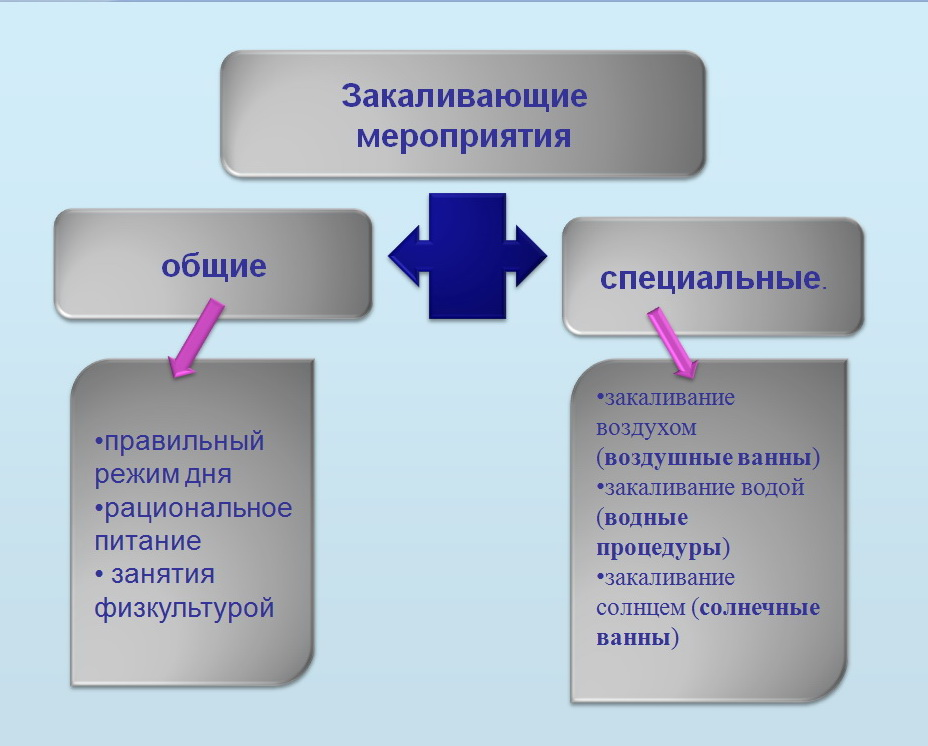 Закаливающие
мероприятия
общие
специальные.
•правильный
режим дня
•рациональное
питание
• занятия
физкультурой
•закаливание
воздухом
(воздушные ванны)
•закаливание водой
(водные
процедуры)
•закаливание
солнцем (солнечные
ванны)